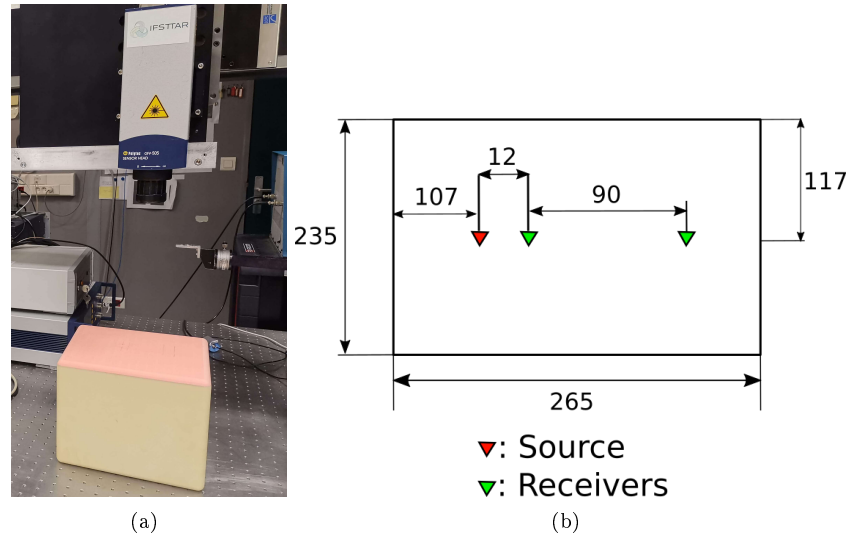 IFSTTAR
SENSOR HEAD
12
107
90
117
235
265
: Source
: Receivers
(a)
(b)